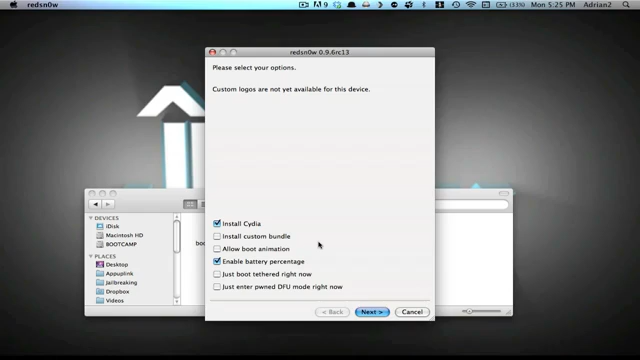 redsn0w
9
(33%)
Mon 5:25 PM
Adrian2
redsn0w 0.9.6rc13
Please select your options.
Custom logos are not yet available for this device.
Install Cydia
Install custom bundle
Allow boot animation
Enable battery percentage
Just boot tethered right now
Just enter pwned DFU mode right now
< Back
Next >
Cancel
DEVICES
iDisk
Macintosh HD
BOOTCAMP
PLACES
Desktop
Appuplink
Jailbreaking
Dropbox
Videos